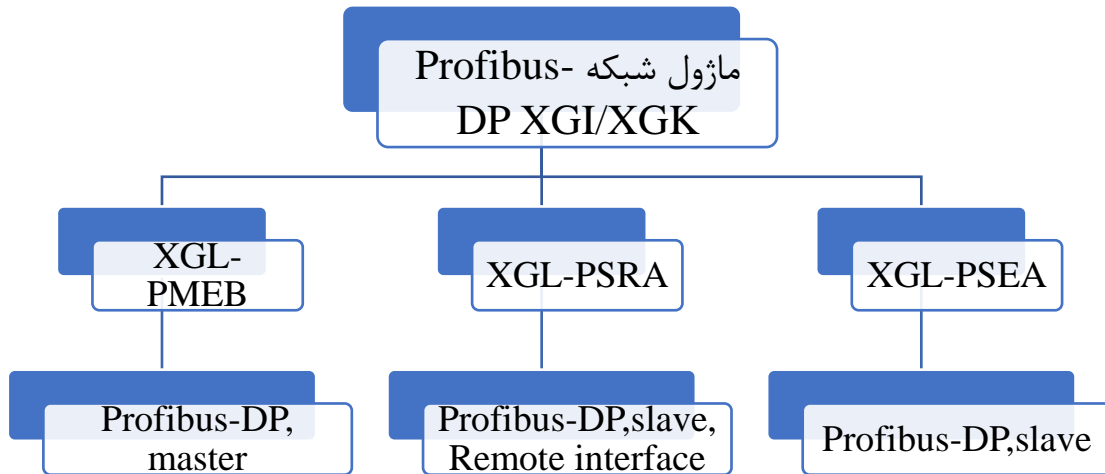 ماژول شبکه Profibus-
DP XGI/XGK
XGL-
PMEB
XGL-PSRA
XGL-PSEA
Profibus-DP,
master
Profibus-DP,slave,
Remote interface
Profibus-DP,slave